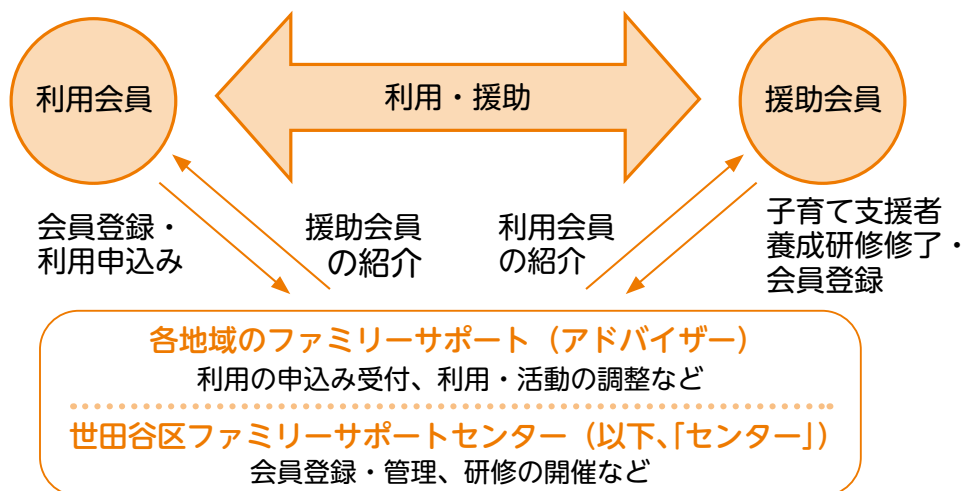 利用会員
利用・援助
援助会員
会員登録・
利用申込み
援助会員
の紹介
利用会員
の紹介
子育て支援者
養成研修修了・
会員登録
各地域のファミリーサポート（アドバイザー）
利用の申込み受付、利用・活動の調整など
世田谷区ファミリーサポートセンター（以下、「センター」）
会員登録・管理、研修の開催など